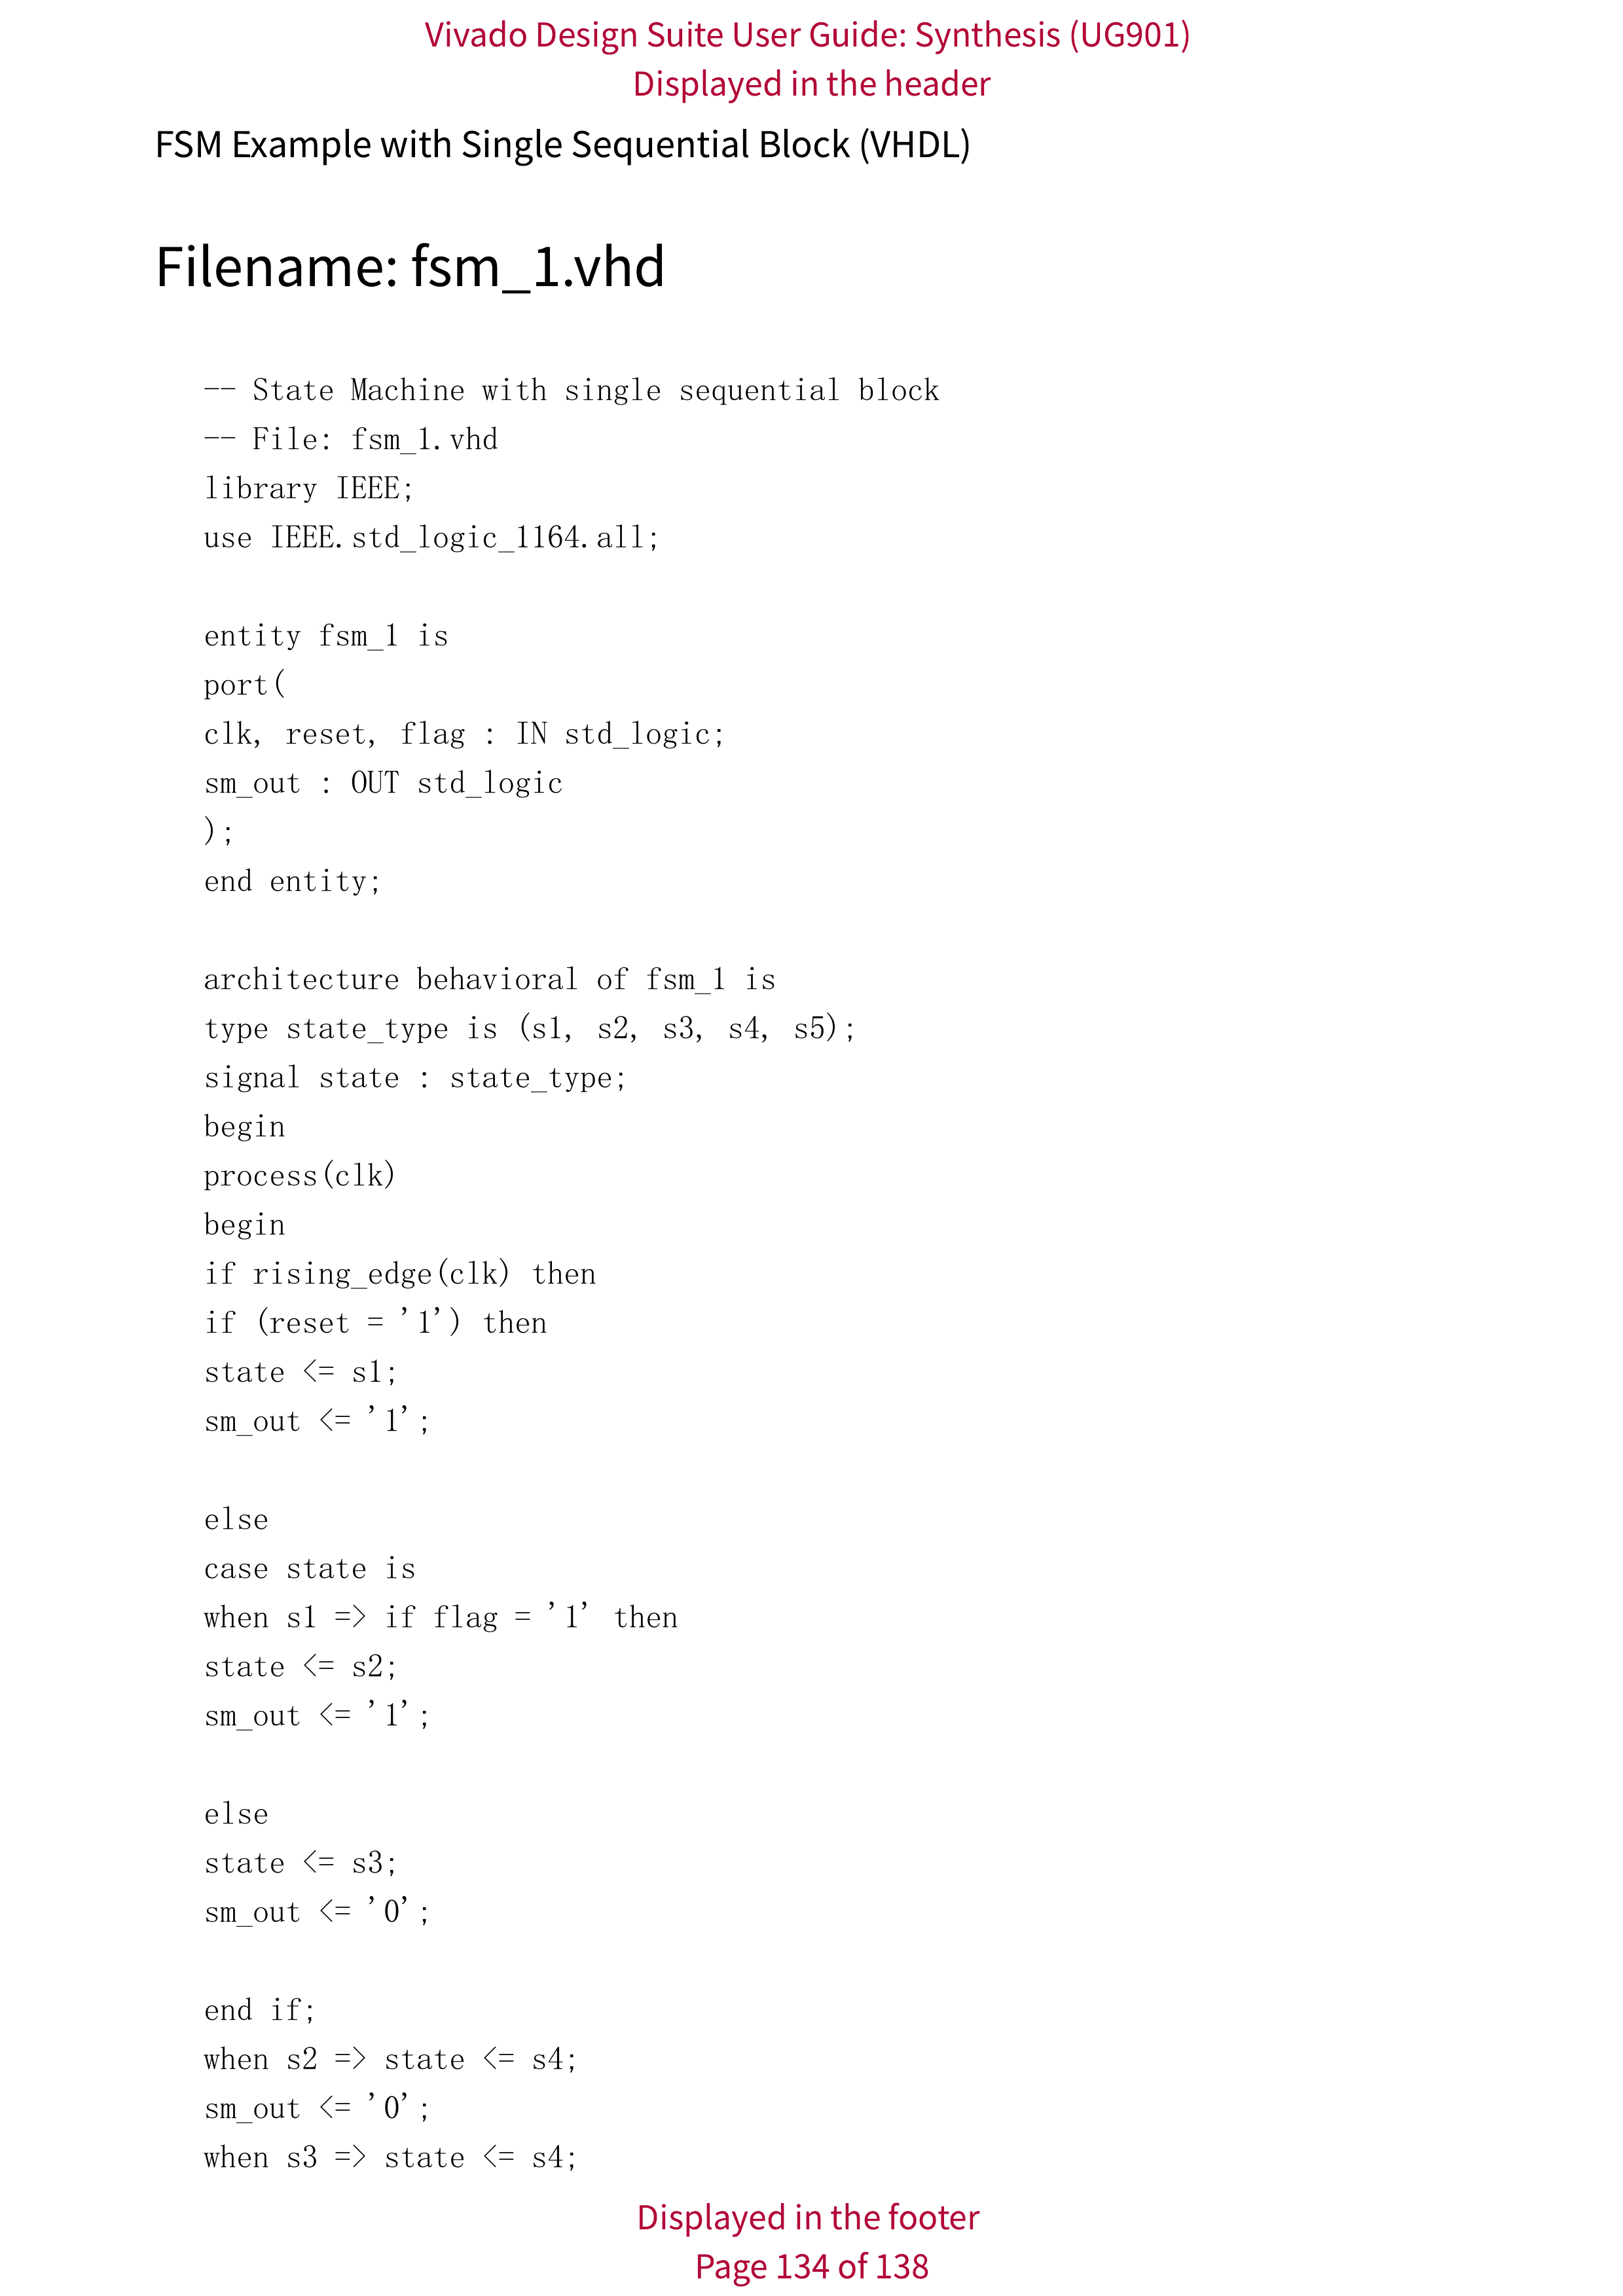 Vivado Design Suite User Guide: Synthesis (UG901)
Displayed in the header
FSM Example with Single Sequential Block (VHDL)
Filename: fsm_1.vhd
-- State Machine with single sequential block
-- File: fsm_1.vhd
library IEEE;
use IEEE.std_logic_1164.all;
entity fsm_1 is
port(
clk, reset, flag : IN std_logic;
sm_out : OUT std_logic
);
end entity;
architecture behavioral of fsm_1 is
type state_type is (s1, s2, s3, s4, s5);
signal state : state_type;
begin
process(clk)
begin
if rising_edge(clk) then
if (reset = '1') then
state <= s1;
sm_out <= '1';
else
case state is
when s1 => if flag = '1' then
state <= s2;
sm_out <= '1';
else
state <= s3;
sm_out <= '0';
end if;
when s2 => state <= s4;
sm_out <= '0';
when s3 => state <= s4;
Displayed in the footer
Page 134 of 138